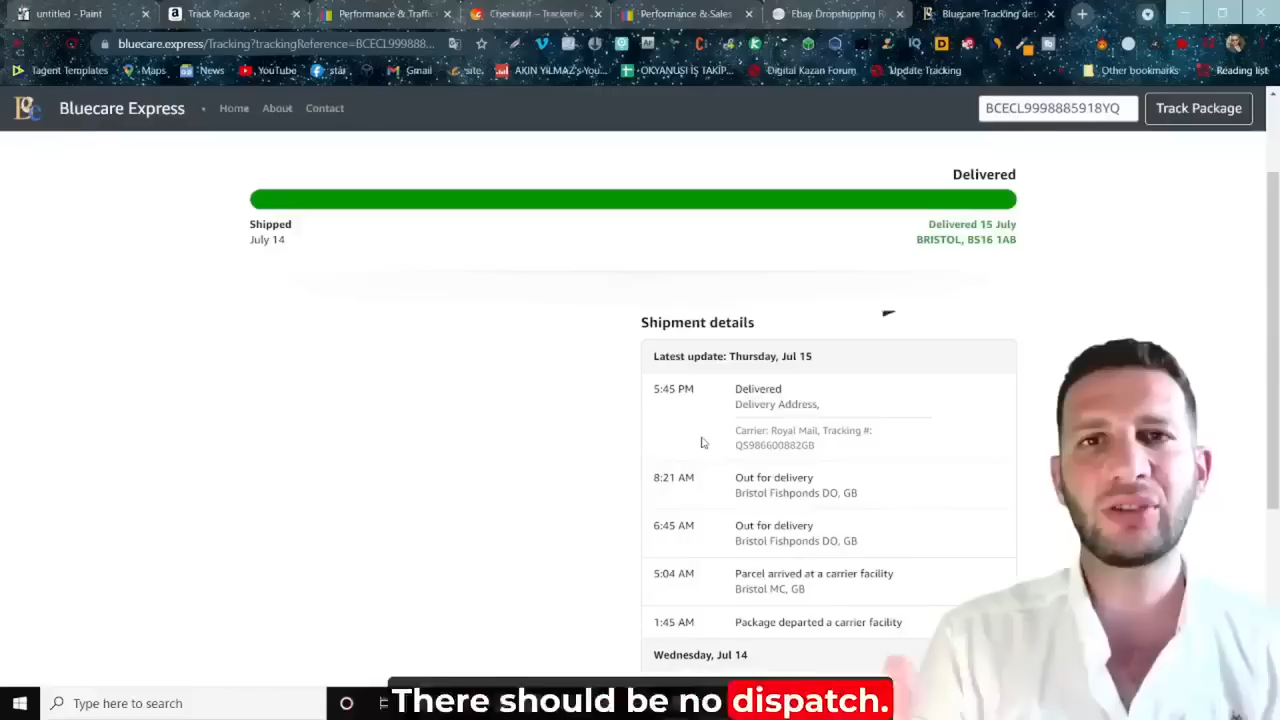 untitled - Paint
Track Package
Performance & Traffic
Performance & Sales
Ebay Dropshipping
Bluecare Tracking det
bluecare.express/Tracking?trackingReference=BCECL999888...
Tagent Templates
Maps
News
YouTube
Gmail
AKIN YILMAZ's You...
OKYANUSI İŞ TAKİP...
Digital Kazan Forum
Update Tracking
Other bookmarks
Reading list
Bluecare Express
Home
About
Contact
BCECL9998885918YQ
Track Package
Delivered
Shipped
July 14
Delivered 15 July
BRISTOL, BS16 1AB
Shipment details
Latest update: Thursday, Jul 15
5:45 PM
Delivered
Delivery Address,
Carrier: Royal Mail, Tracking #:
QS986600882GB
8:21 AM
Out for delivery
Bristol Fishponds DO, GB
6:45 AM
Out for delivery
Bristol Fishponds DO, GB
5:04 AM
Parcel arrived at a carrier facility
Bristol MC, GB
1:45 AM
Package departed a carrier facility
Wednesday, Jul 14
Type here to search
There should be no dispatch.